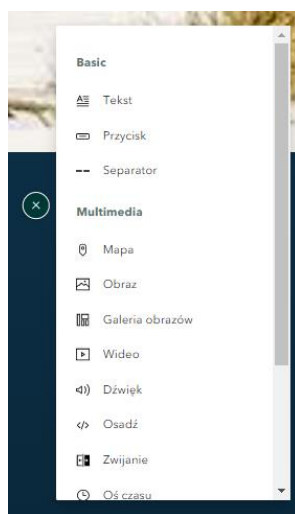 Basic
Tekst
Przycisk
Separator
Multimedia
Mapa
Obraz
Galeria obrazów
Wideo
Dźwięk
Osadź
Zwijanie
Oś czasu